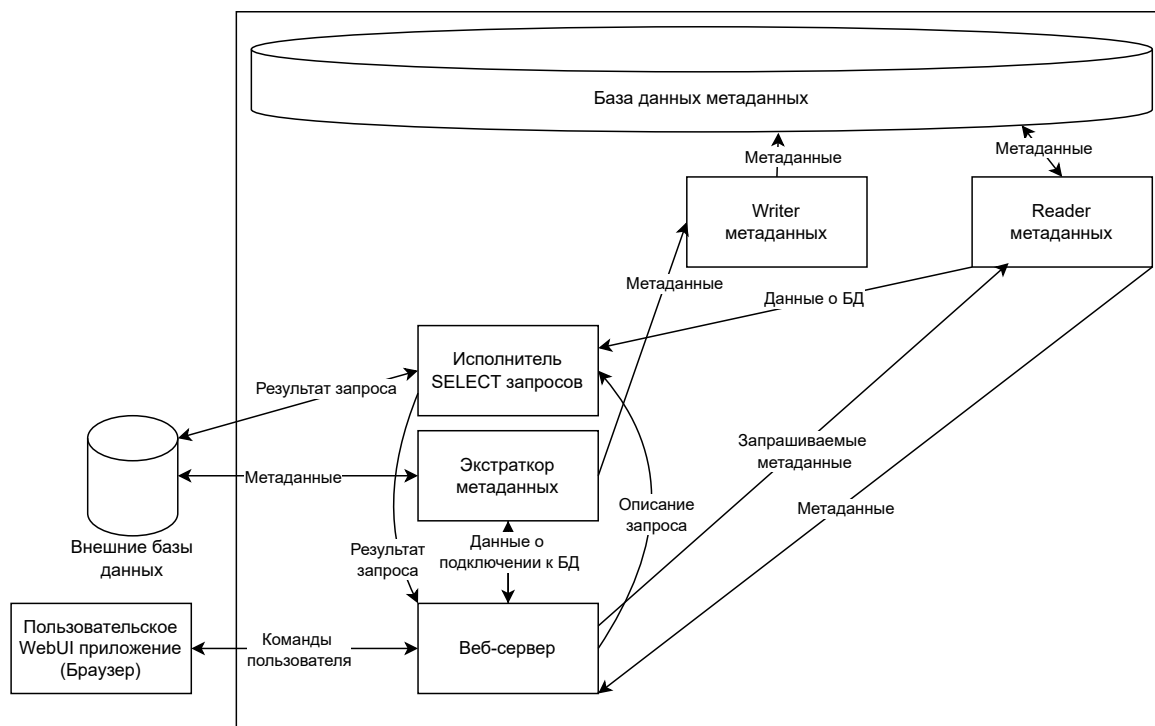 База данных метаданных
Метаданные
Метаданные
Writer
метаданных
Reader
метаданных
Метаданные
Данные о БД
Исполнитель
SELECT запросов
Результат запроса
Запрашиваемые
метаданные
Экстраткор
метаданных
Метаданные
Описание
запроса
Метаданные
Внешние базы
данных
Результат
запроса
Данные о
подключении к БД
Пользовательское
WebUI приложение
(Браузер)
Команды
пользователя
Веб-сервер